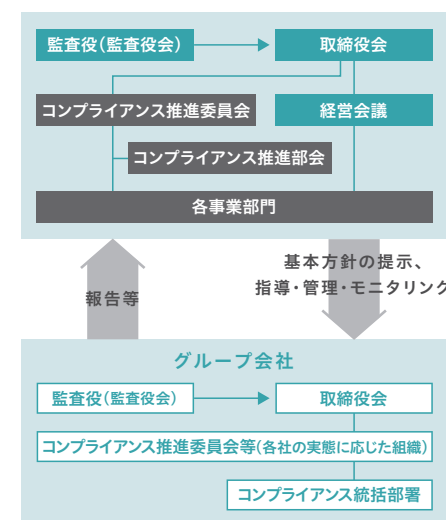 監査役(監査役会)
取締役会
コンプライアンス推進委員会
経営会議
コンプライアンス推進部会
各事業部門
報告等
基本方針の提示、
指導・管理・モニタリング
グループ会社
監査役(監査役会)
取締役会
コンプライアンス推進委員会等(各社の実態に応じた組織)
コンプライアンス統括部署